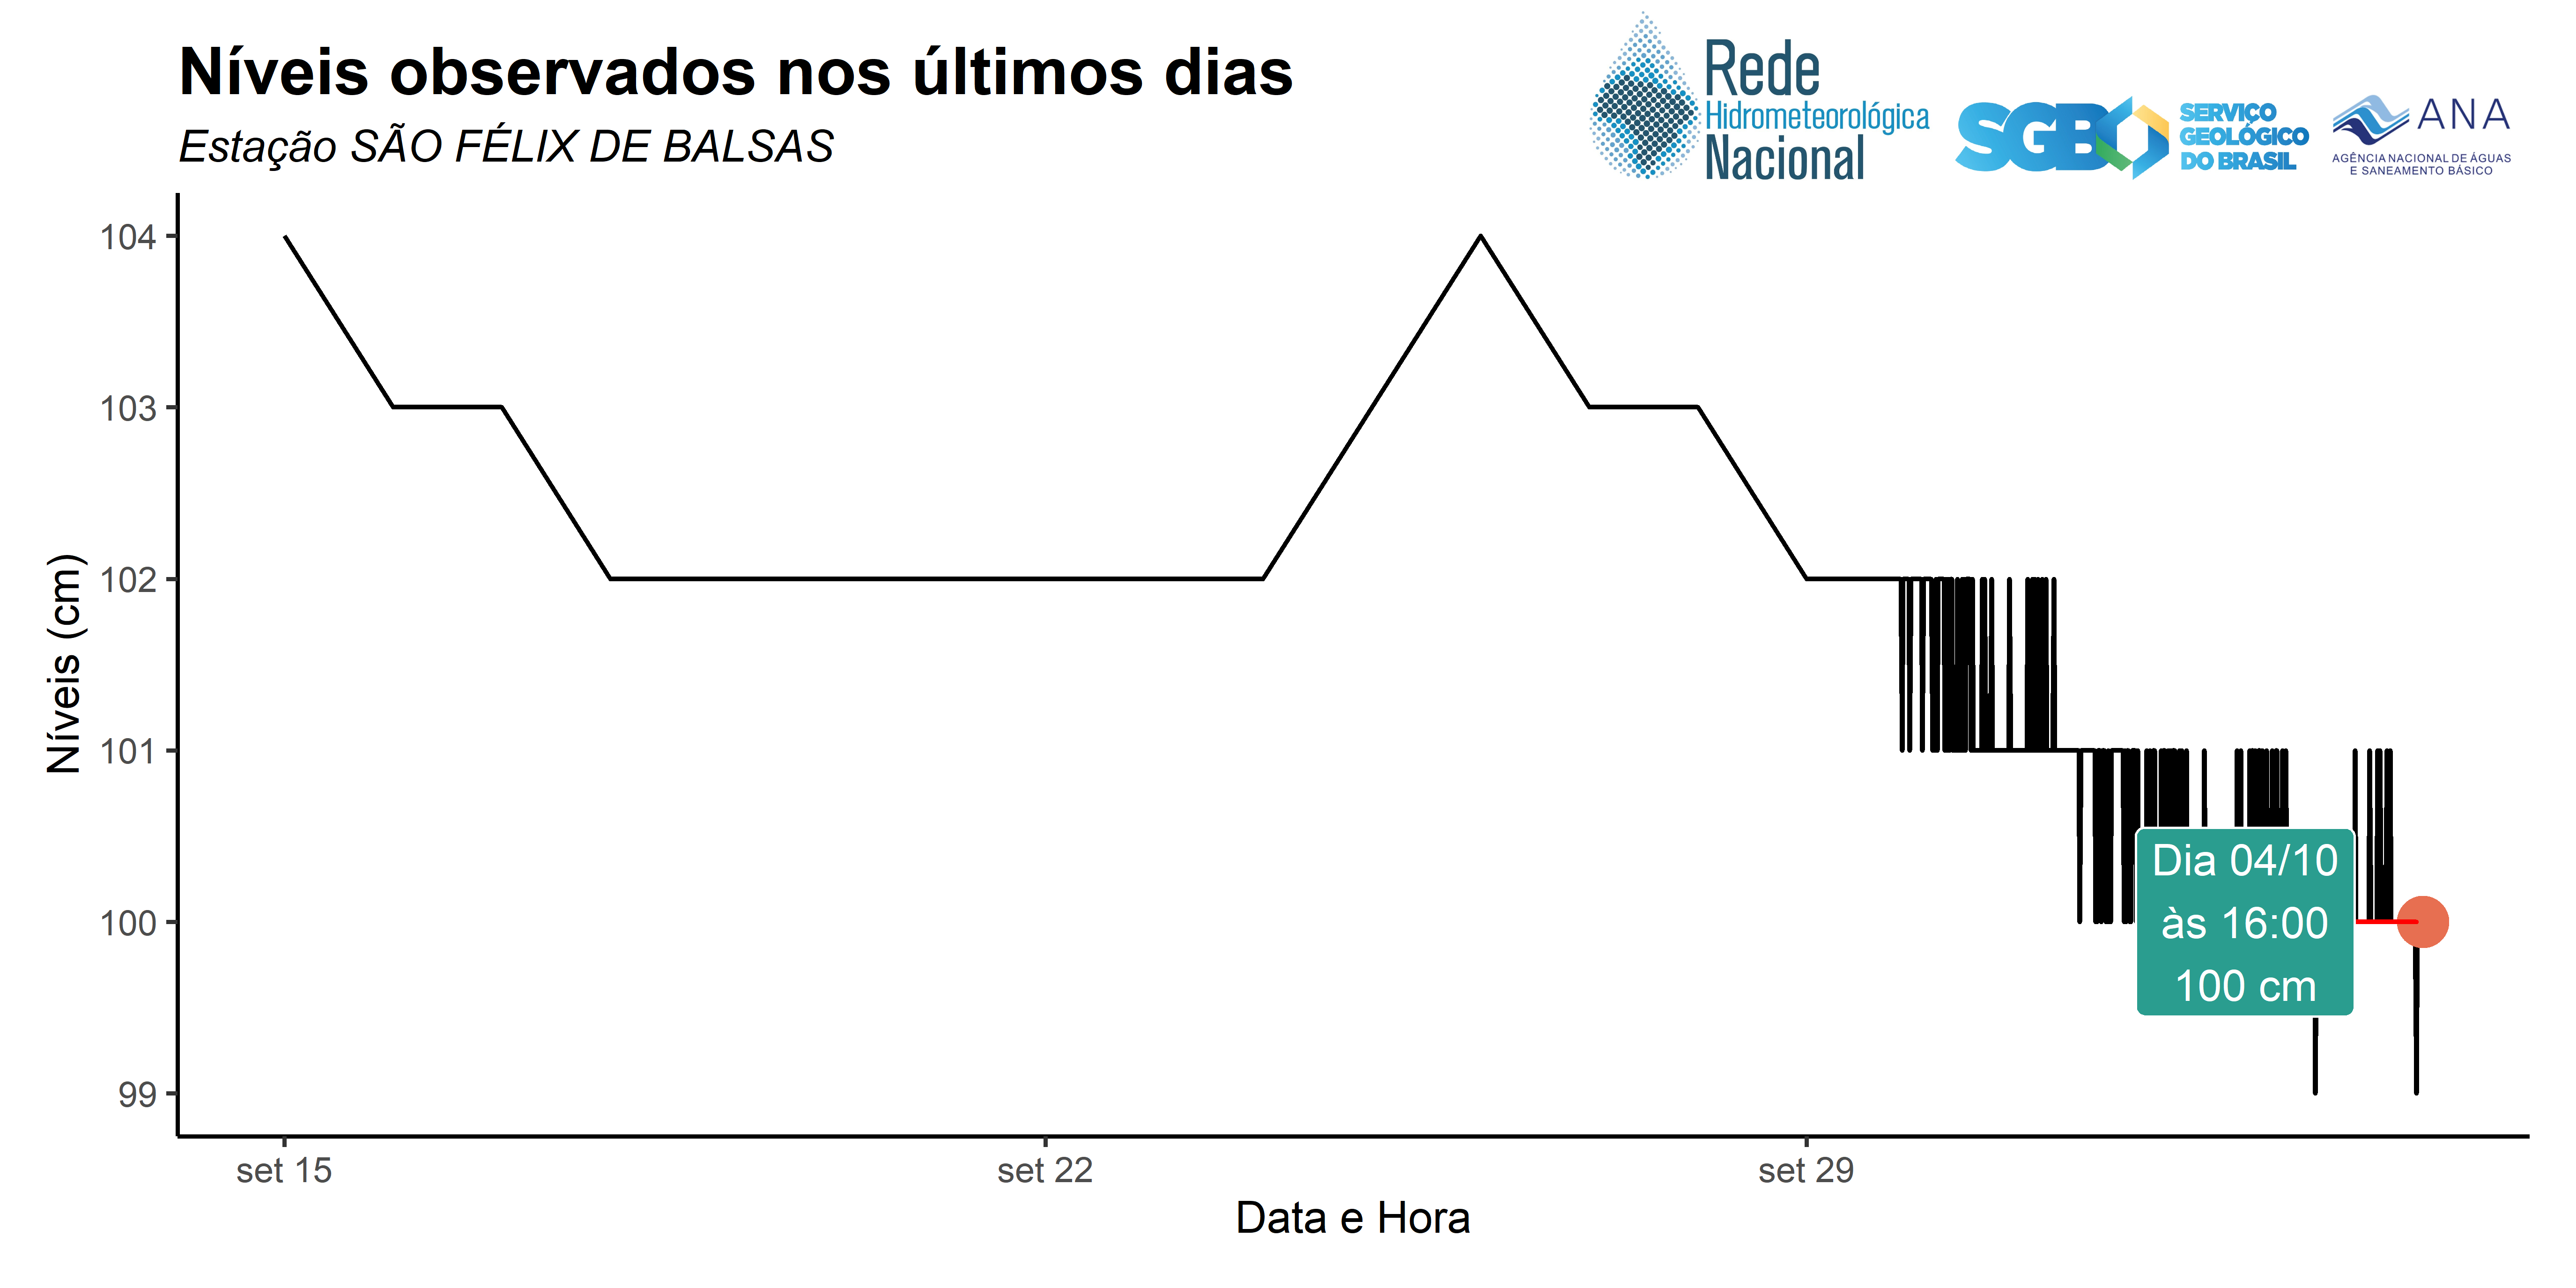 Níveis observados nos últimos dias
Estação SÃO FÉLIX DE BALSAS
Rede
Hidrometeorológica
Nacional
SGB
SERVIÇO
GEOLÓGICO
DO BRASIL
ANA
AGÊNCIA NACIONAL DE ÁGUAS
E SANEAMENTO BÁSICO
Níveis (cm)
104
103
102
101
100
99
Dia 04/10
às 16:00
100 cm
set 15
set 22
set 29
Data e Hora